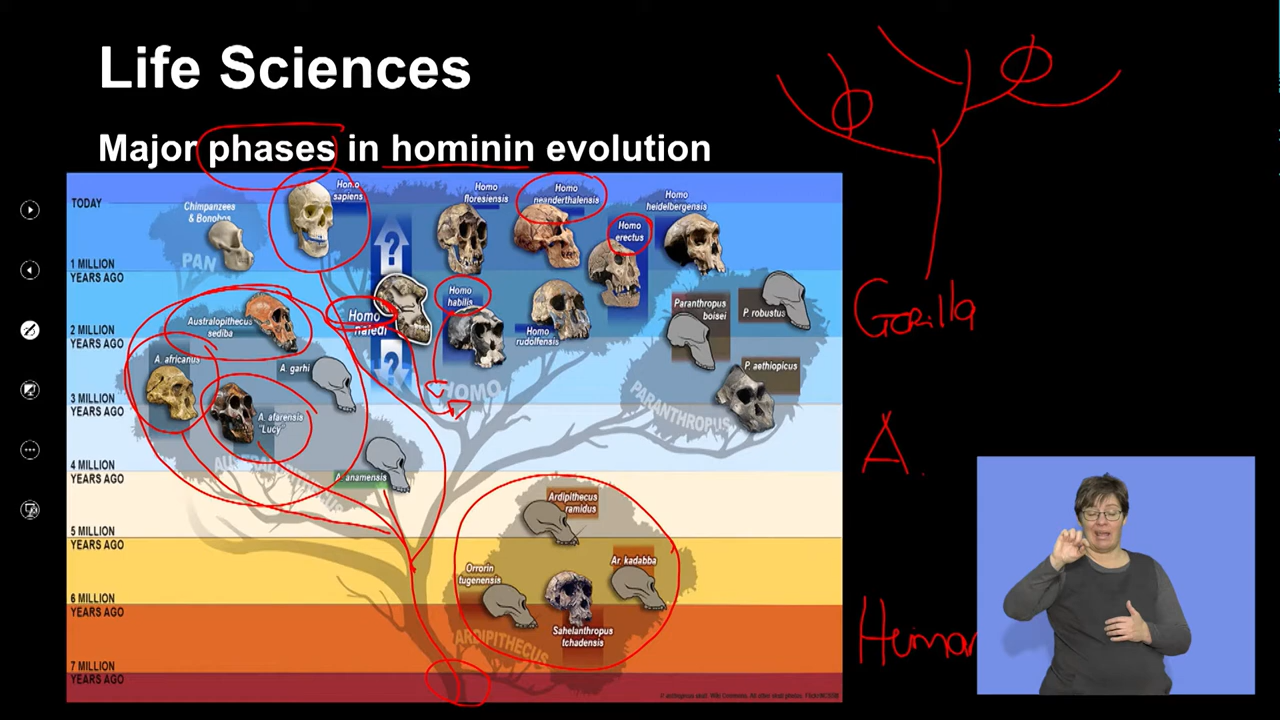 Life Sciences
Major phases in hominin evolution
TODAY
1 MILLION
YEARS AGO
2 MILLION
YEARS AGO
3 MILLION
YEARS AGO
4 MILLION
YEARS AGO
5 MILLION
YEARS AGO
6 MILLION
YEARS AGO
7 MILLION
YEARS AGO
Chimpanzees
& Bonobos
PAN
Homo
sapiens
?
Homo
naledi
?
Homo
floresiensis
Homo
neanderthalensis
Homo
erectus
Homo
heidelbergensis
Homo
habilis
Homo
rudolfensis
HOMO
Paranthropus
boisei
P. robustus
P. aethiopicus
PARANTHROPUS
Australopithecus
sediba
A. africanus
A. garhi
A. afarensis
"Lucy"
A. anamensis
Ardipithecus
ramidus
Ar. kadabba
Orrorin
tugenensis
Sahelanthropus
tchadensis
ARDIPITHECUS
Gorilla
A.
Human